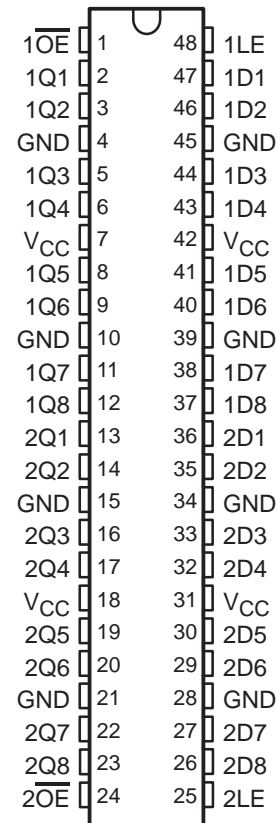 1O̅E̅ 1 48 1LE
1Q1 2 47 1D1
1Q2 3 46 1D2
GND 4 45 GND
1Q3 5 44 1D3
1Q4 6 43 1D4
VCC 7 42 VCC
1Q5 8 41 1D5
1Q6 9 40 1D6
GND 10 39 GND
1Q7 11 38 1D7
1Q8 12 37 1D8
2Q1 13 36 2D1
2Q2 14 35 2D2
GND 15 34 GND
2Q3 16 33 2D3
2Q4 17 32 2D4
VCC 18 31 VCC
2Q5 19 30 2D5
2Q6 20 29 2D6
GND 21 28 GND
2Q7 22 27 2D7
2Q8 23 26 2D8
2O̅E̅ 24 25 2LE